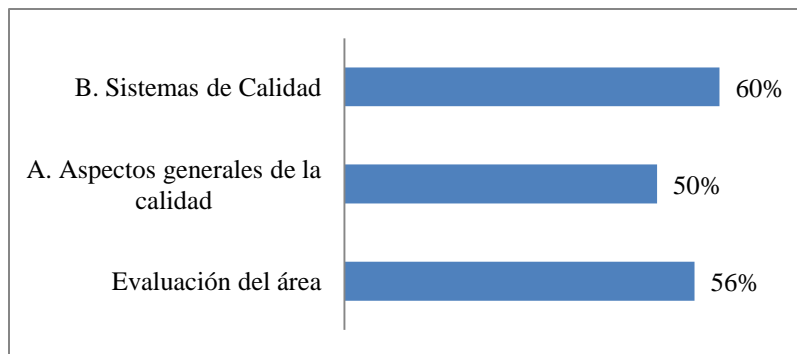 B. Sistemas de Calidad
60%
A. Aspectos generales de la
calidad
50%
Evaluación del área
56%